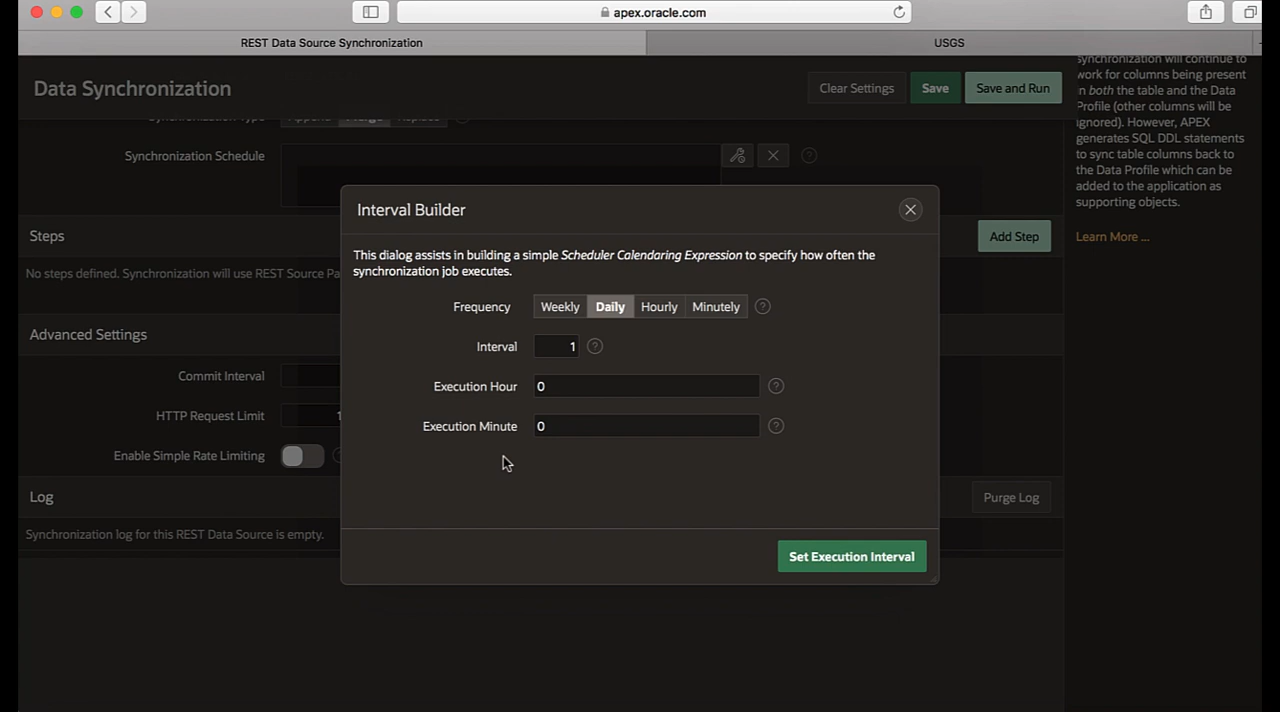 apex.oracle.com
REST Data Source Synchronization
USGS
Data Synchronization
Clear Settings
Save
Save and Run
synchronization will continue to
work for columns being present
in both the table and the Data
Profile (other columns will be
ignored). However, APEX
generates SQL DDL statements
to sync table columns back to
the Data Profile which can be
added to the application as
supporting objects.
Learn More ...
Synchronization Type
Append
Merge
Replace
Synchronization Schedule
Steps
Add Step
No steps defined. Synchronization will use REST Source Pa
Advanced Settings
Commit Interval
HTTP Request Limit
1
Enable Simple Rate Limiting
Log
Purge Log
Synchronization log for this REST Data Source is empty.
Interval Builder
This dialog assists in building a simple Scheduler Calendaring Expression to specify how often the
synchronization job executes.
Frequency
Weekly
Daily
Hourly
Minutely
Interval
1
Execution Hour
0
Execution Minute
0
Set Execution Interval